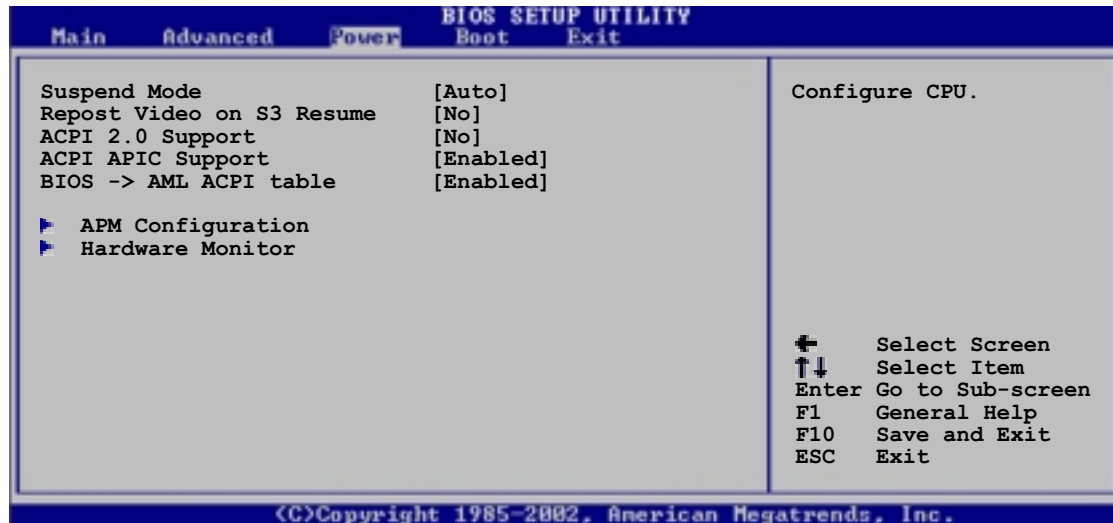 BIOS SETUP UTILITY
Main Advanced Power Boot Exit
Suspend Mode [Auto]
Repost Video on S3 Resume [No]
ACPI 2.0 Support [No]
ACPI APIC Support [Enabled]
BIOS -> AML ACPI table [Enabled]
APM Configuration
Hardware Monitor
Configure CPU.
← Select Screen
↑↓ Select Item
Enter Go to Sub-screen
F1 General Help
F10 Save and Exit
ESC Exit
(C)Copyright 1985-2002, American Megatrends, Inc.